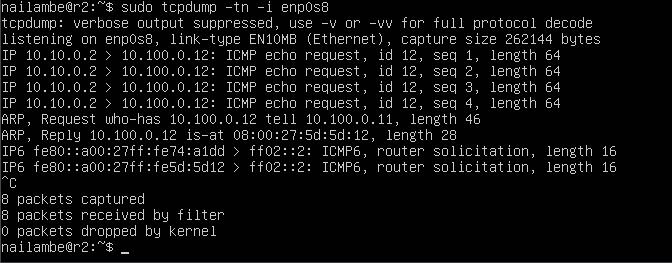 nailambe@r2:~$ sudo tcpdump -tn -i enp0s8
tcpdump: verbose output suppressed, use -v or -vv for full protocol decode
listening on enp0s8, link-type EN10MB (Ethernet), capture size 262144 bytes
IP 10.10.0.2 > 10.100.0.12: ICMP echo request, id 12, seq 1, length 64
IP 10.10.0.2 > 10.100.0.12: ICMP echo request, id 12, seq 2, length 64
IP 10.10.0.2 > 10.100.0.12: ICMP echo request, id 12, seq 3, length 64
IP 10.10.0.2 > 10.100.0.12: ICMP echo request, id 12, seq 4, length 64
ARP, Request who-has 10.100.0.12 tell 10.100.0.11, length 46
ARP, Reply 10.100.0.12 is-at 08:00:27:5d:5d:12, length 28
IP6 fe80::a00:27ff:fe74:a1dd > ff02::2: ICMP6, router solicitation, length 16
IP6 fe80::a00:27ff:fe5d:5d12 > ff02::2: ICMP6, router solicitation, length 16
^C
8 packets captured
8 packets received by filter
0 packets dropped by kernel
nailambe@r2:~$ _